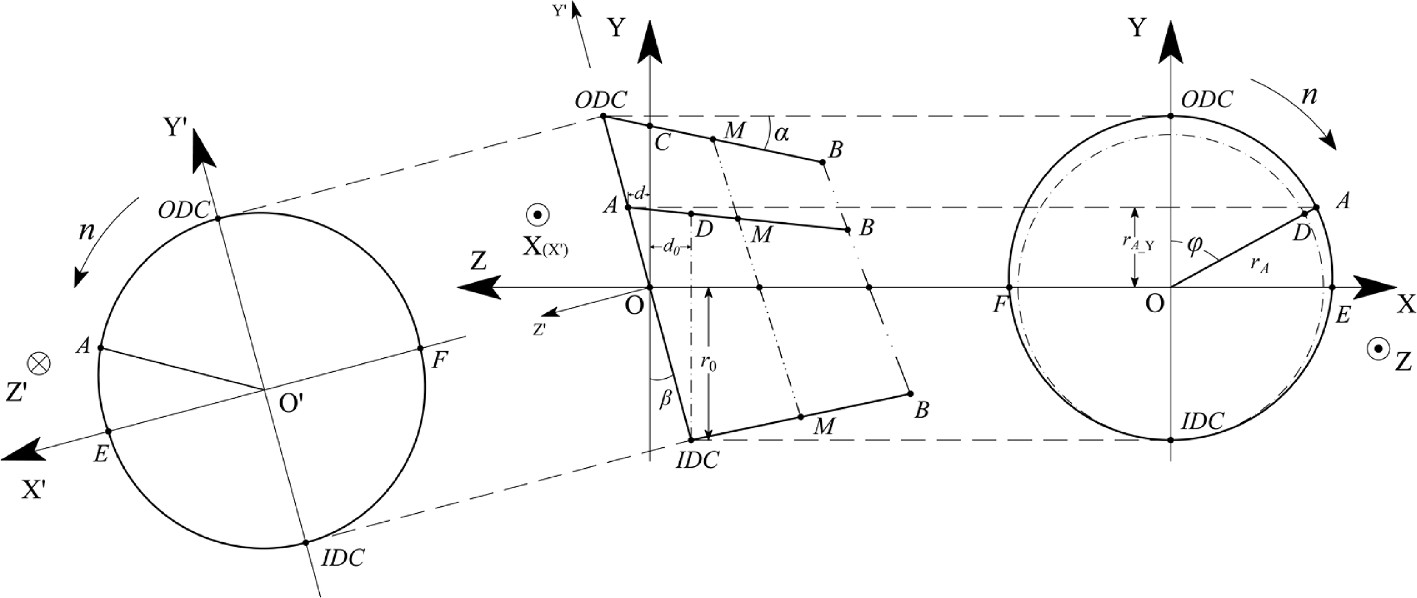 Y'
ODC
n
A
F
Z'
O'
E
X'
IDC
Y'
Y
ODC
C
M
α
B
A
d
D
M
B
X(X')
d0
Z
O
Z'
r0
β
B
M
IDC
Y
ODC
n
A
D
rA_Y
φ
rA
F
O
E
X
Z
IDC